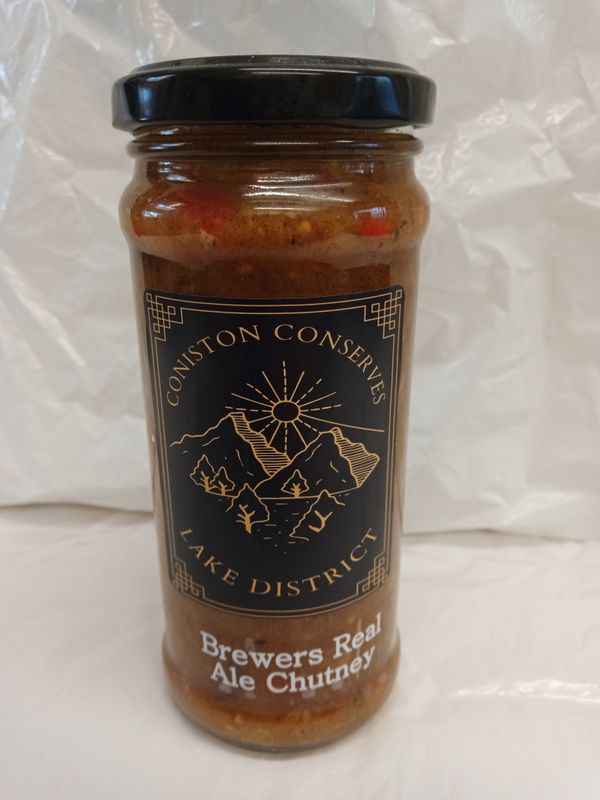 CONISTON CONSERVES
LAKE DISTRICT
Brewers Real
Ale Chutney